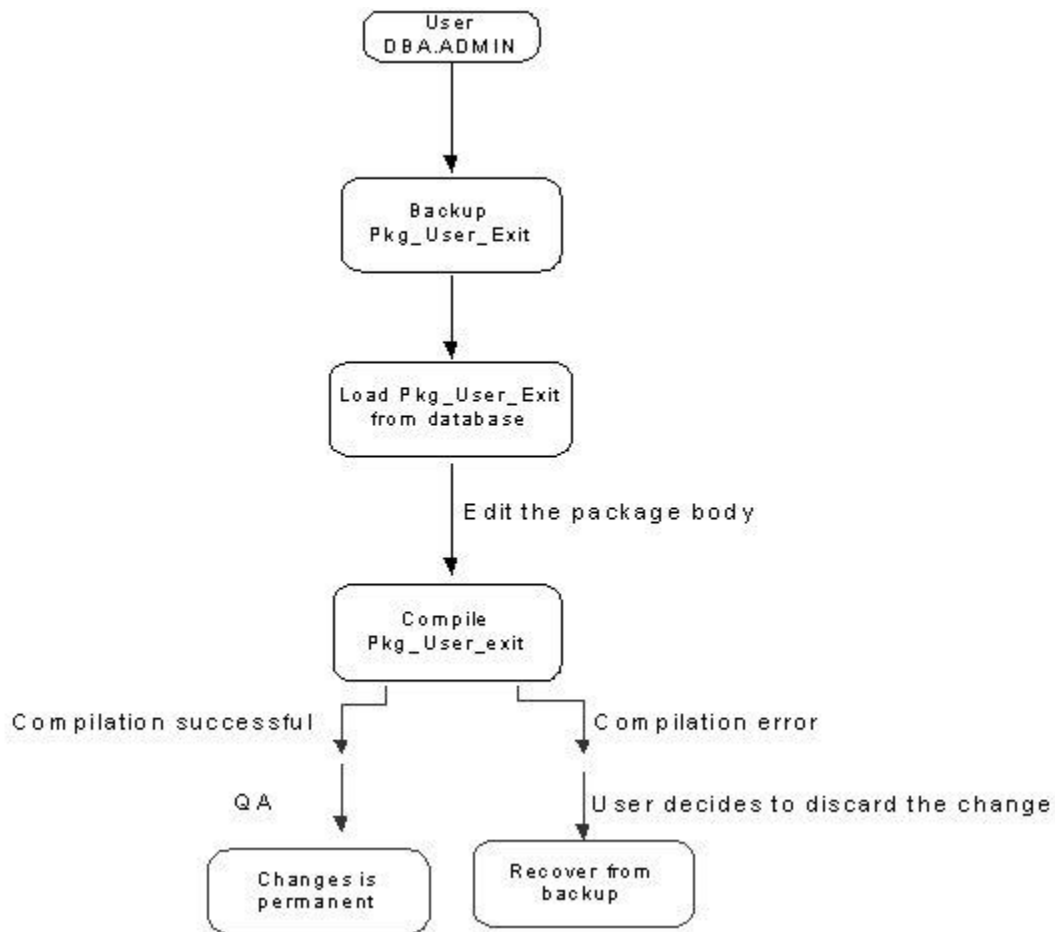 User
DBA.ADMIN
Backup
Pkg_User_Exit
Load Pkg_User_Exit
from database
Edit the package body
Compile
Pkg_User_exit
Compilation successful
Compilation error
QA
User decides to discard the change
Changes is
permanent
Recover from
backup